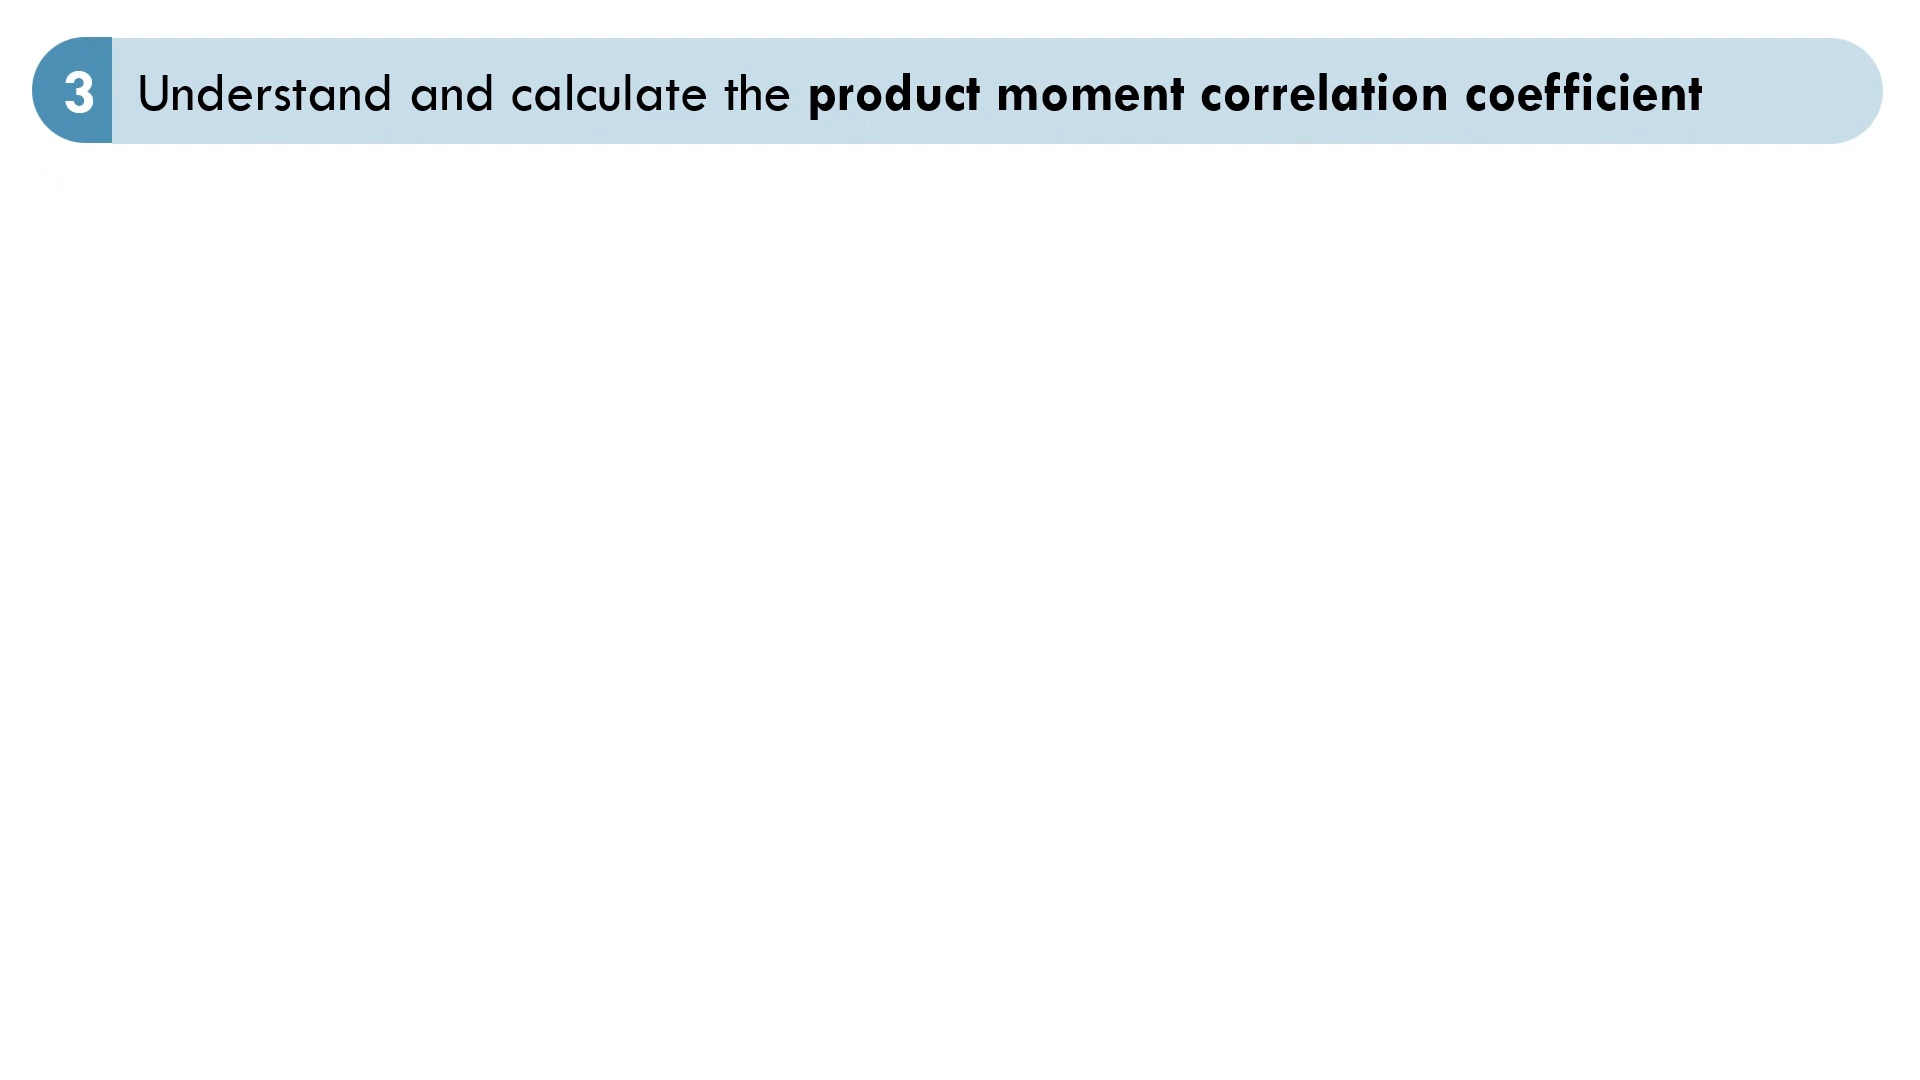 3 Understand and calculate the product moment correlation coefficient